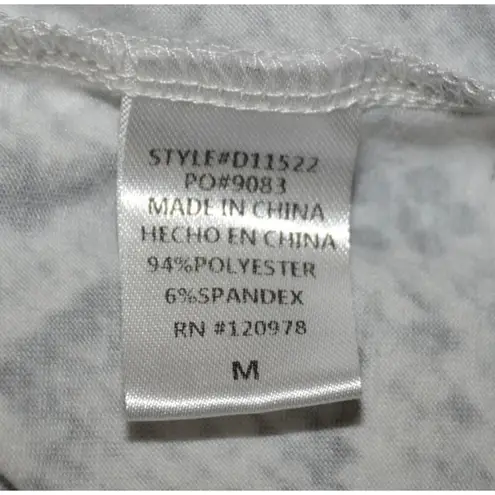 STYLE#D11522
PO#9083
MADE IN CHINA
HECHO EN CHINA
94%POLYESTER
6%SPANDEX
RN #120978
M